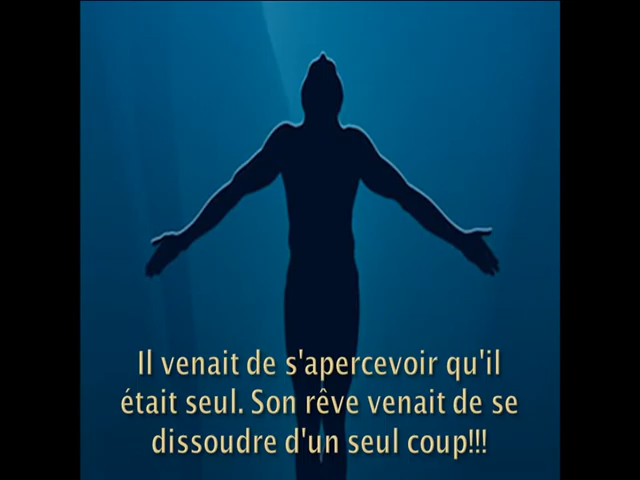 Il venait de s'apercevoir qu'il
était seul. Son rêve venait de se
dissoudre d'un seul coup!!!